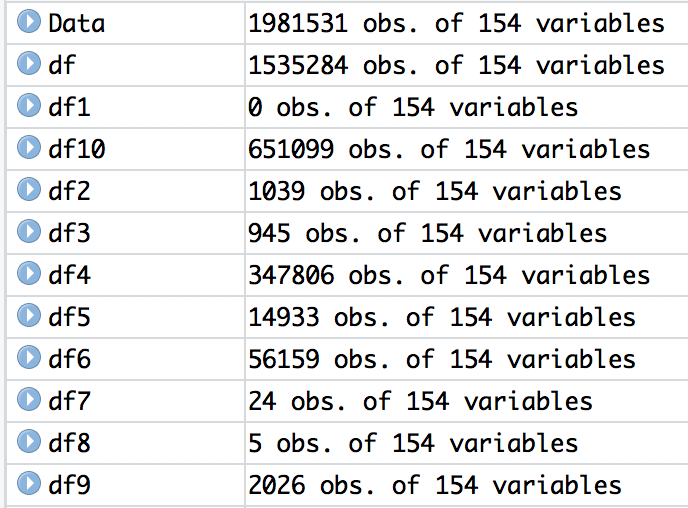 Data 1981531 obs. of 154 variables
df 1535284 obs. of 154 variables
df1 0 obs. of 154 variables
df10 651099 obs. of 154 variables
df2 1039 obs. of 154 variables
df3 945 obs. of 154 variables
df4 347806 obs. of 154 variables
df5 14933 obs. of 154 variables
df6 56159 obs. of 154 variables
df7 24 obs. of 154 variables
df8 5 obs. of 154 variables
df9 2026 obs. of 154 variables